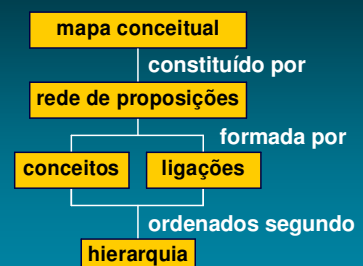 mapa conceitual
constituído por
rede de proposições
formada por
conceitos
ligações
ordenados segundo
hierarquia